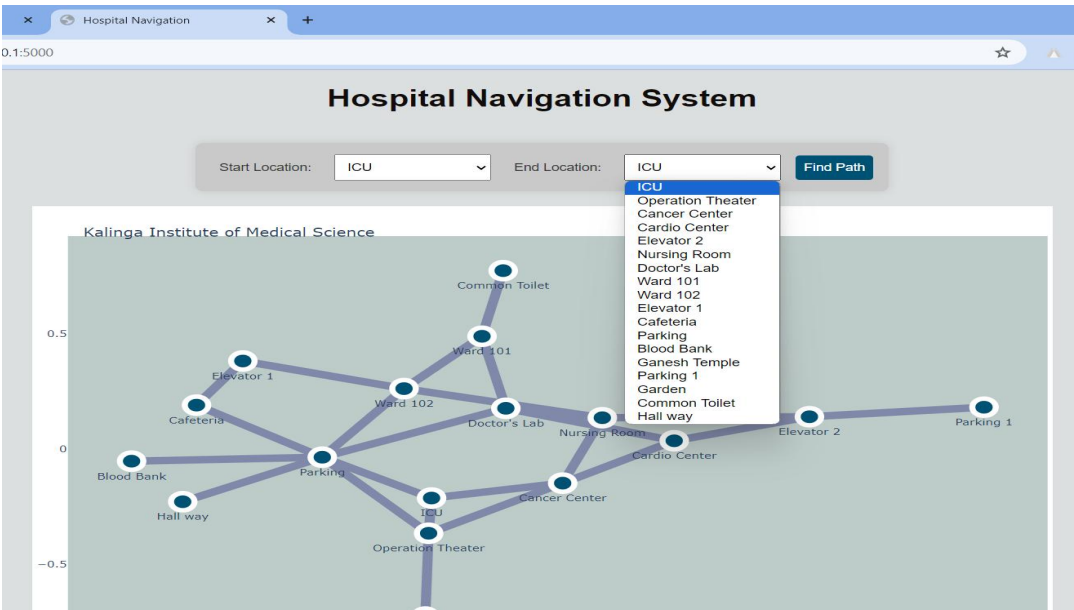 Hospital Navigation
0.1:5000
Hospital Navigation System
Start Location: ICU End Location: ICU Find Path
ICU
Operation Theater
Cancer Center
Cardio Center
Elevator 2
Nursing Room
Doctor's Lab
Ward 101
Ward 102
Elevator 1
Cafeteria
Parking
Blood Bank
Ganesh Temple
Parking 1
Garden
Common Toilet
Hall way
Kalinga Institute of Medical Science
Common Toilet
0.5
Ward 101
Elevator 1
Ward 102
Cafeteria
Doctor's Lab
Parking 1
Nursing Room
Elevator 2
0
Cardio Center
Blood Bank
Parking
Cancer Center
Hall way
ICU
Operation Theater
−0.5